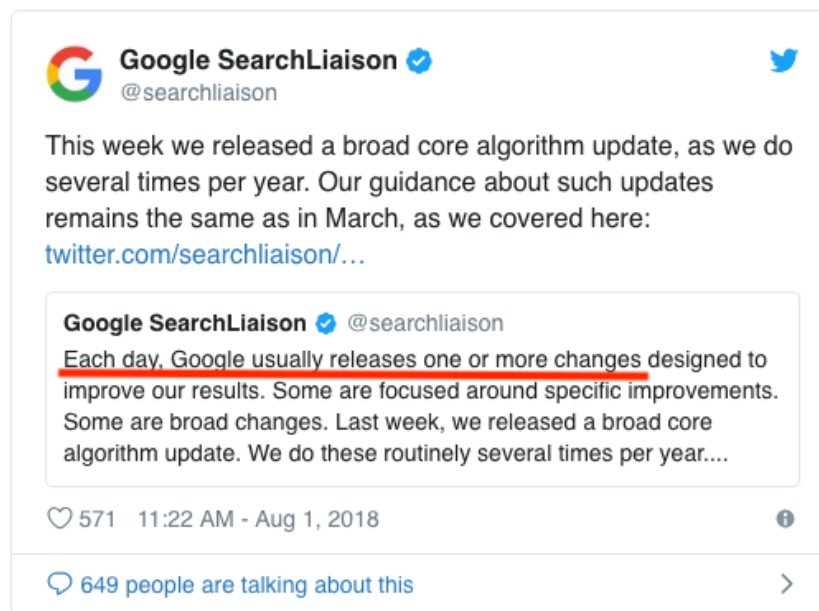 Google SearchLiaison
@searchliaison
This week we released a broad core algorithm update, as we do
several times per year. Our guidance about such updates
remains the same as in March, as we covered here:
twitter.com/searchliaison/…
Google SearchLiaison @searchliaison
Each day, Google usually releases one or more changes designed to
improve our results. Some are focused around specific improvements.
Some are broad changes. Last week, we released a broad core
algorithm update. We do these routinely several times per year....
571 11:22 AM - Aug 1, 2018
649 people are talking about this